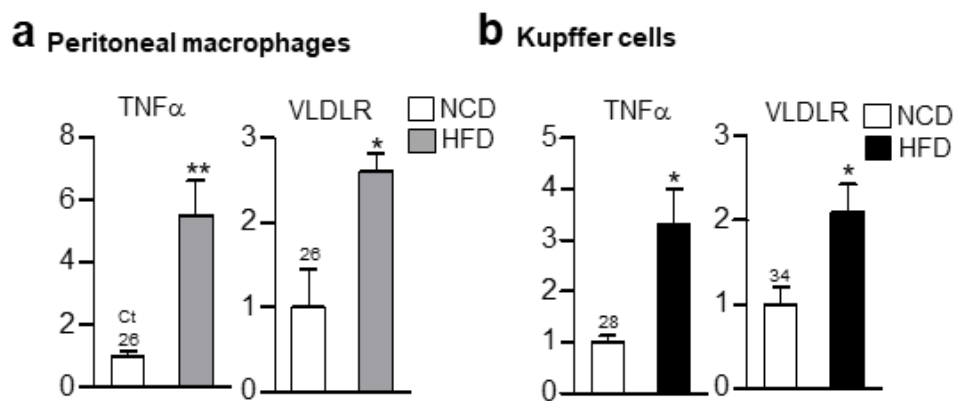 a Peritoneal macrophages
TNFα
VLDLR
NCD
HFD
8
6
4
2
0
Ct
26
**
3
2
1
0
26
*
b Kupffer cells
TNFα
VLDLR
NCD
HFD
5
4
3
2
1
0
28
*
3
2
1
0
34
*